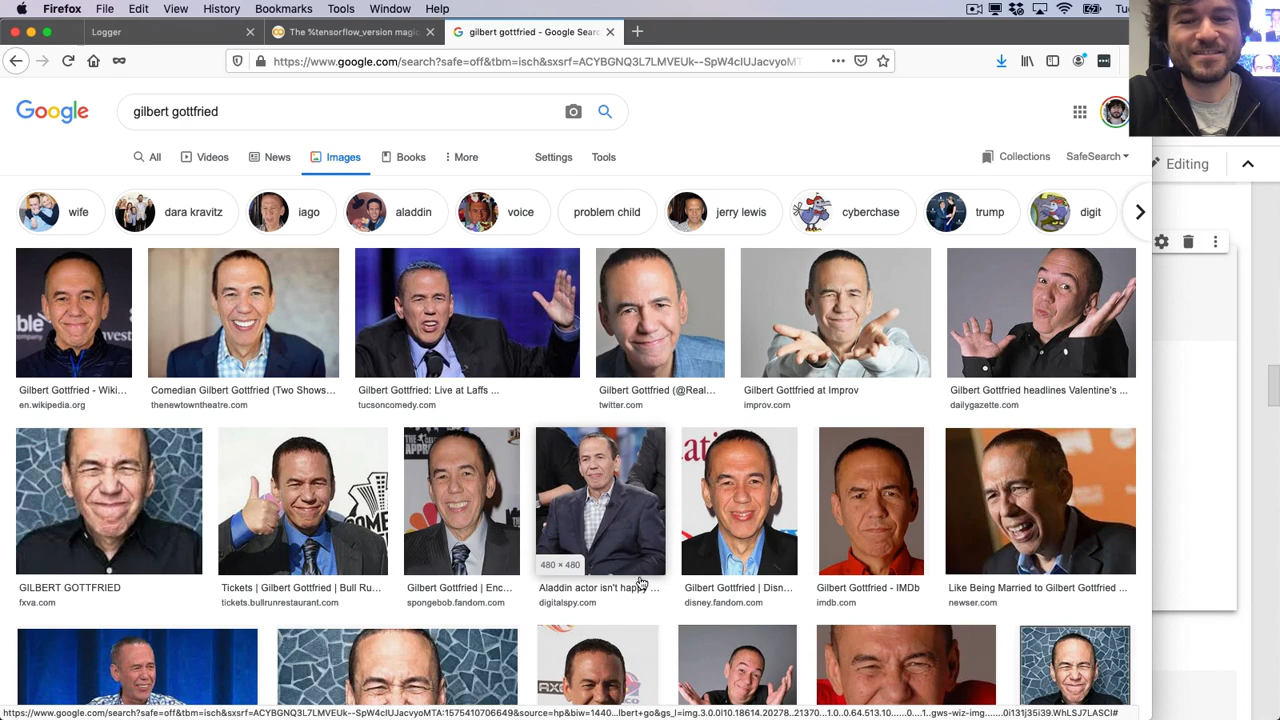 Firefox File Edit View History Bookmarks Tools Window Help
Logger
The %tensorflow_version magic
gilbert gottfried - Google Searc
https://www.google.com/search?safe=off&tbm=isch&sxsrf=ACYBGNQ3L7LMVEUk--SpW4cIUJacvyoMT
Google
gilbert gottfried
All Videos News Images Books More Settings Tools
Collections SafeSearch
Editing
wife dara kravitz iago aladdin voice problem child jerry lewis cyberchase trump digit
Gilbert Gottfried - Wiki...
en.wikipedia.org
Comedian Gilbert Gottfried (Two Shows...
thenewtowntheatre.com
Gilbert Gottfried: Live at Laffs ...
tucsoncomedy.com
Gilbert Gottfried (@Real...
twitter.com
Gilbert Gottfried at Improv
improv.com
Gilbert Gottfried headlines Valentine's ...
dailygazette.com
480 × 480
GILBERT GOTTFRIED
fxva.com
Tickets | Gilbert Gottfried | Bull Ru...
tickets.bullrunrestaurant.com
Gilbert Gottfried | Enc...
spongebob.fandom.com
Aladdin actor isn't happy ...
digitalspy.com
Gilbert Gottfried | Disn...
disney.fandom.com
Gilbert Gottfried - IMDb
imdb.com
Like Being Married to Gilbert Gottfried ...
newser.com